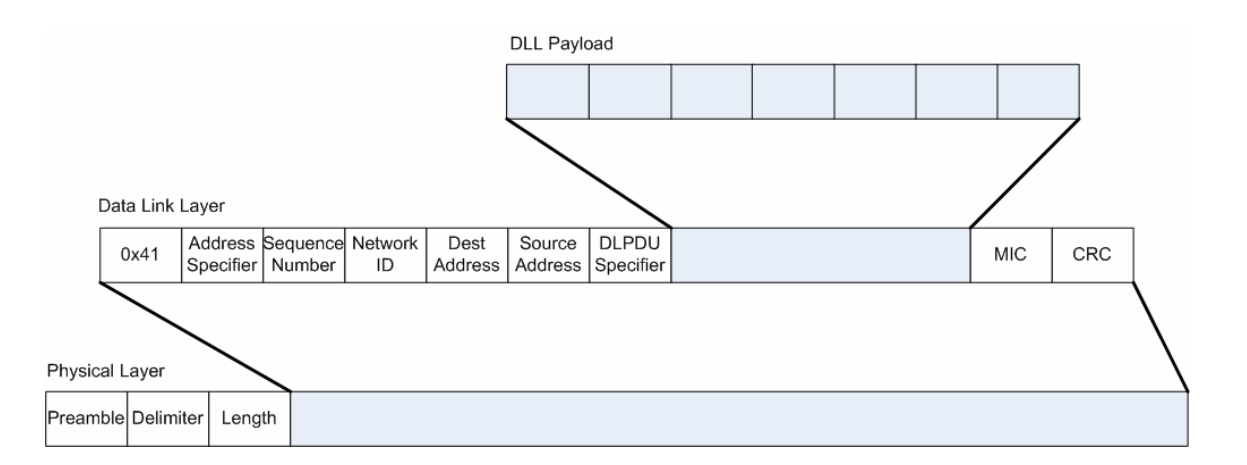 DLL Payload
Data Link Layer
0x41
Address
Specifier
Sequence
Number
Network
ID
Dest
Address
Source
Address
DLPDU
Specifier
MIC
CRC
Physical Layer
Preamble
Delimiter
Length